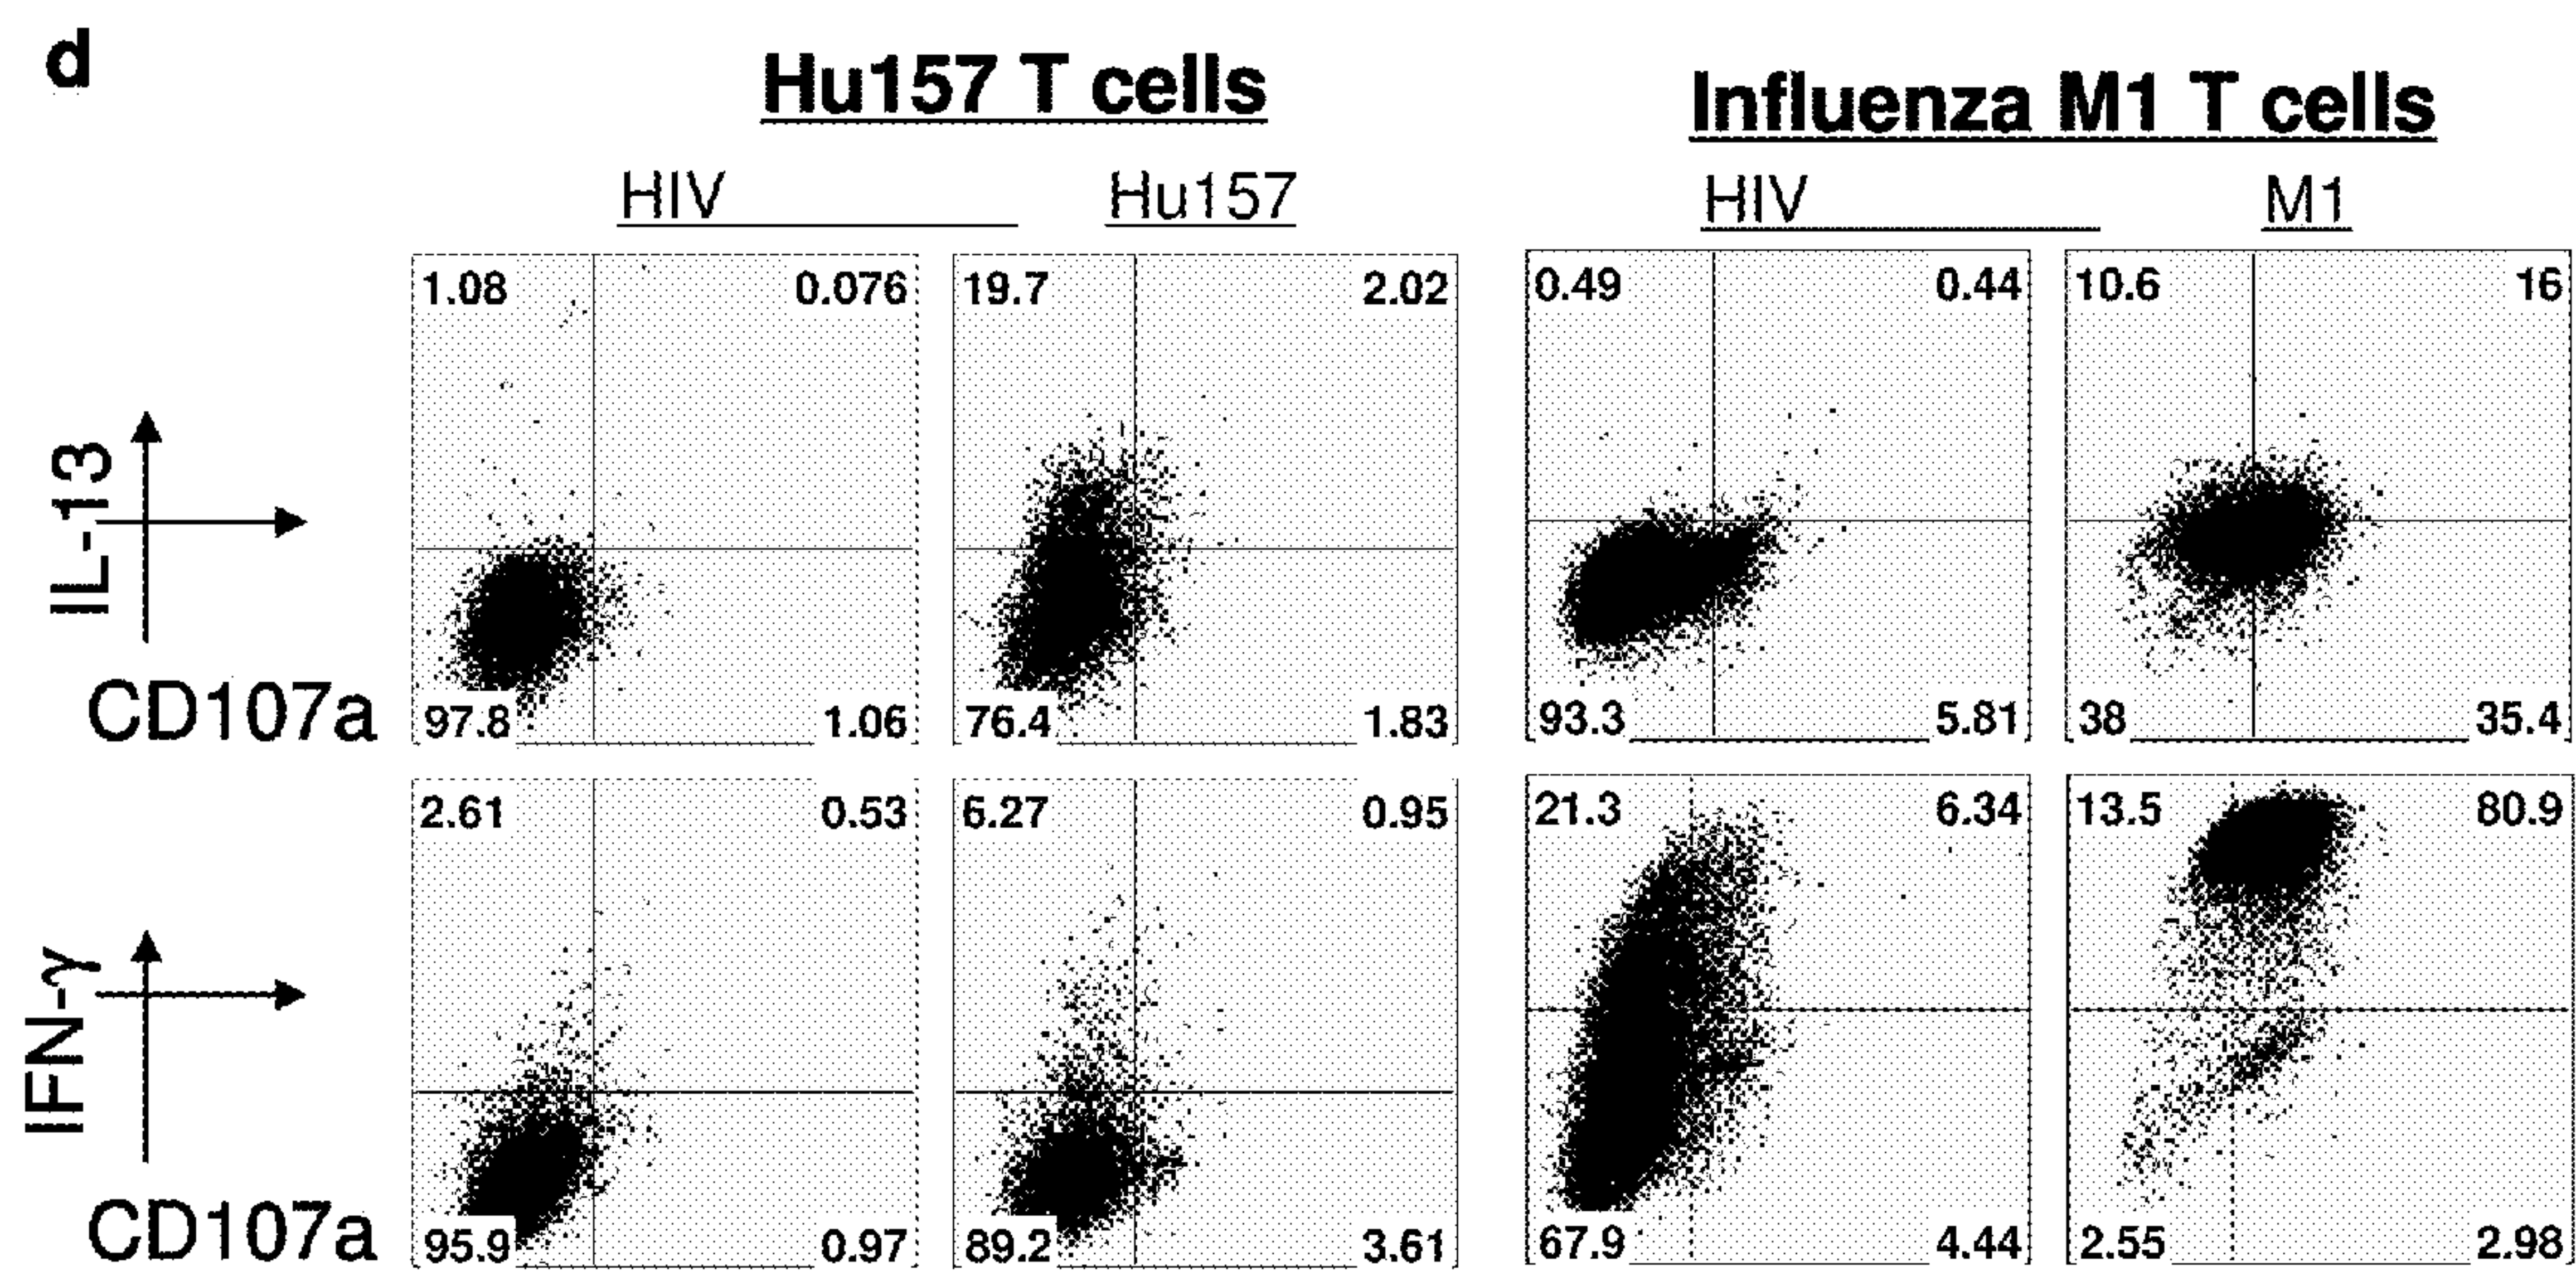 d
Hu157 T cells
Influenza M1 T cells
HIV
Hu157
HIV
M1
1.08 0.076
19.7 2.02
0.49 0.44
10.6 16
IL-13
CD107a
97.8 1.06
76.4 1.83
93.3 5.81
38 35.4
2.61 0.53
6.27 0.95
21.3 6.34
13.5 80.9
IFN-γ
CD107a
95.9 0.97
89.2 3.61
67.9 4.44
2.55 2.98